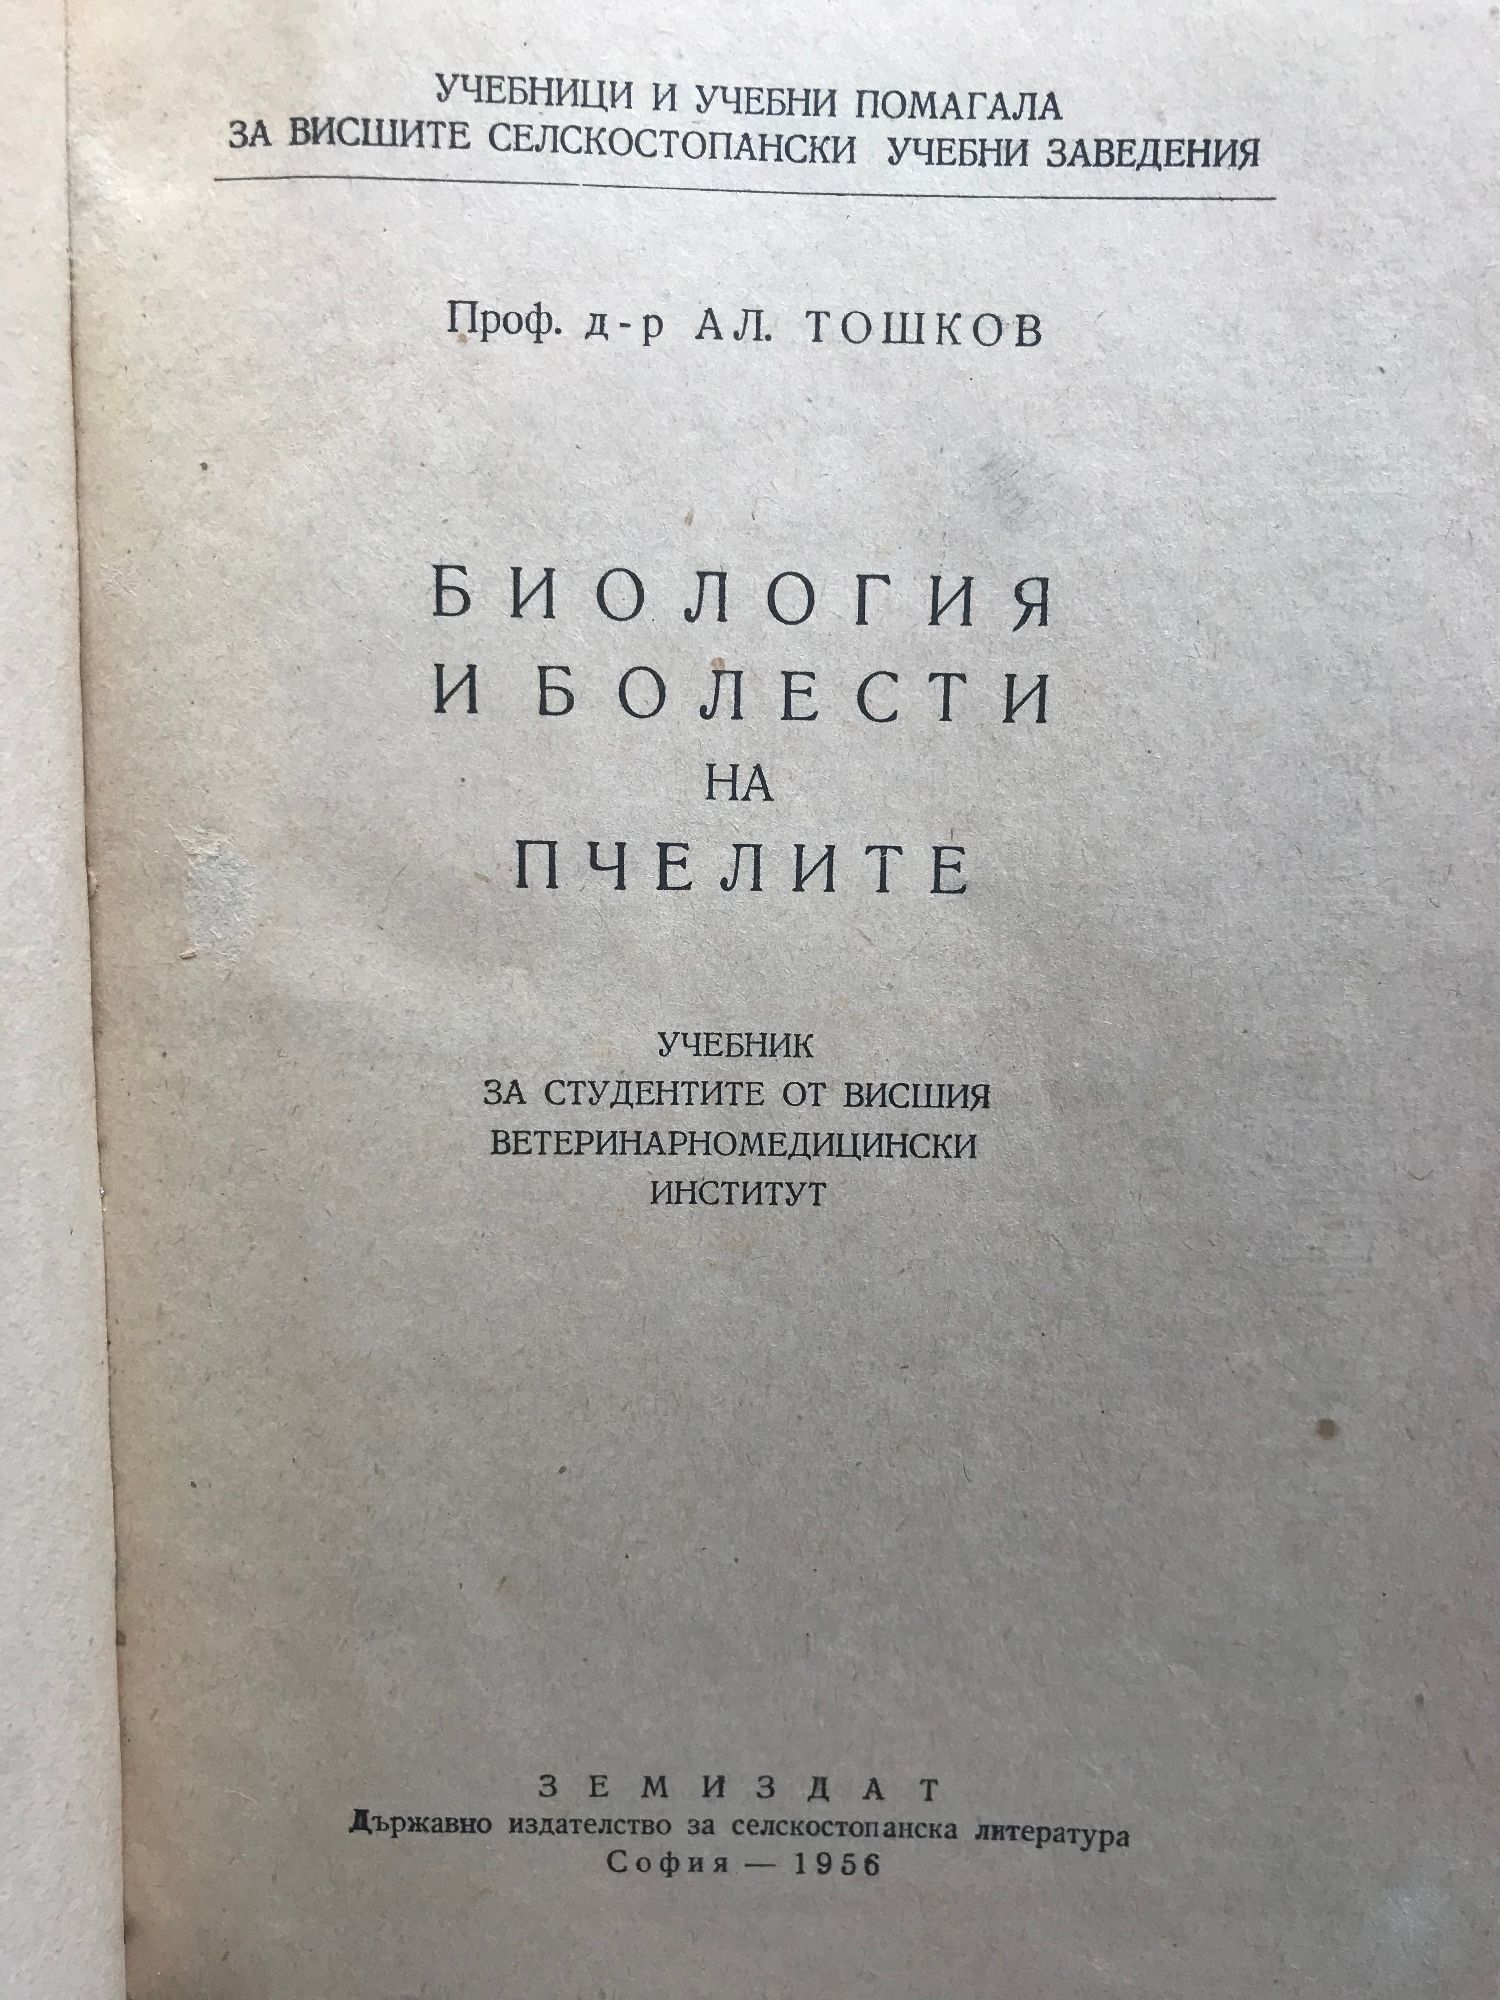 УЧЕБНИЦИ И УЧЕБНИ ПОМАГАЛА
ЗА ВИСШИТЕ СЕЛСКОСТОПАНСКИ УЧЕБНИ ЗАВЕДЕНИЯ
Проф. д-р АЛ. ТОШКОВ
БИОЛОГИЯ
И БОЛЕСТИ
НА
ПЧЕЛИТЕ
УЧЕБНИК
ЗА СТУДЕНТИТЕ ОТ ВИСШИЯ
ВЕТЕРИНАРНОМЕДИЦИНСКИ
ИНСТИТУТ
ЗЕМИЗДАТ
Държавно издателство за селскостопанска литература
София — 1956